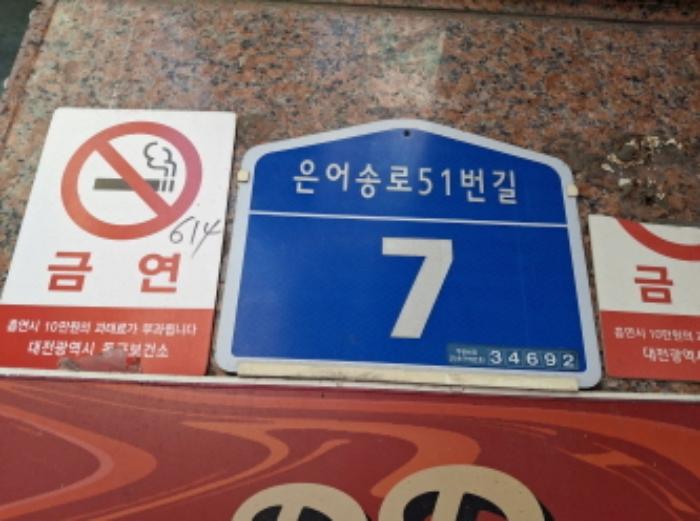 614
금 연
흡연시 10만원의 과태료가 부과됩니다
대전광역시 동구보건소
은어송로51번길
7
34692
금
흡연시 10만원의
대전광역시